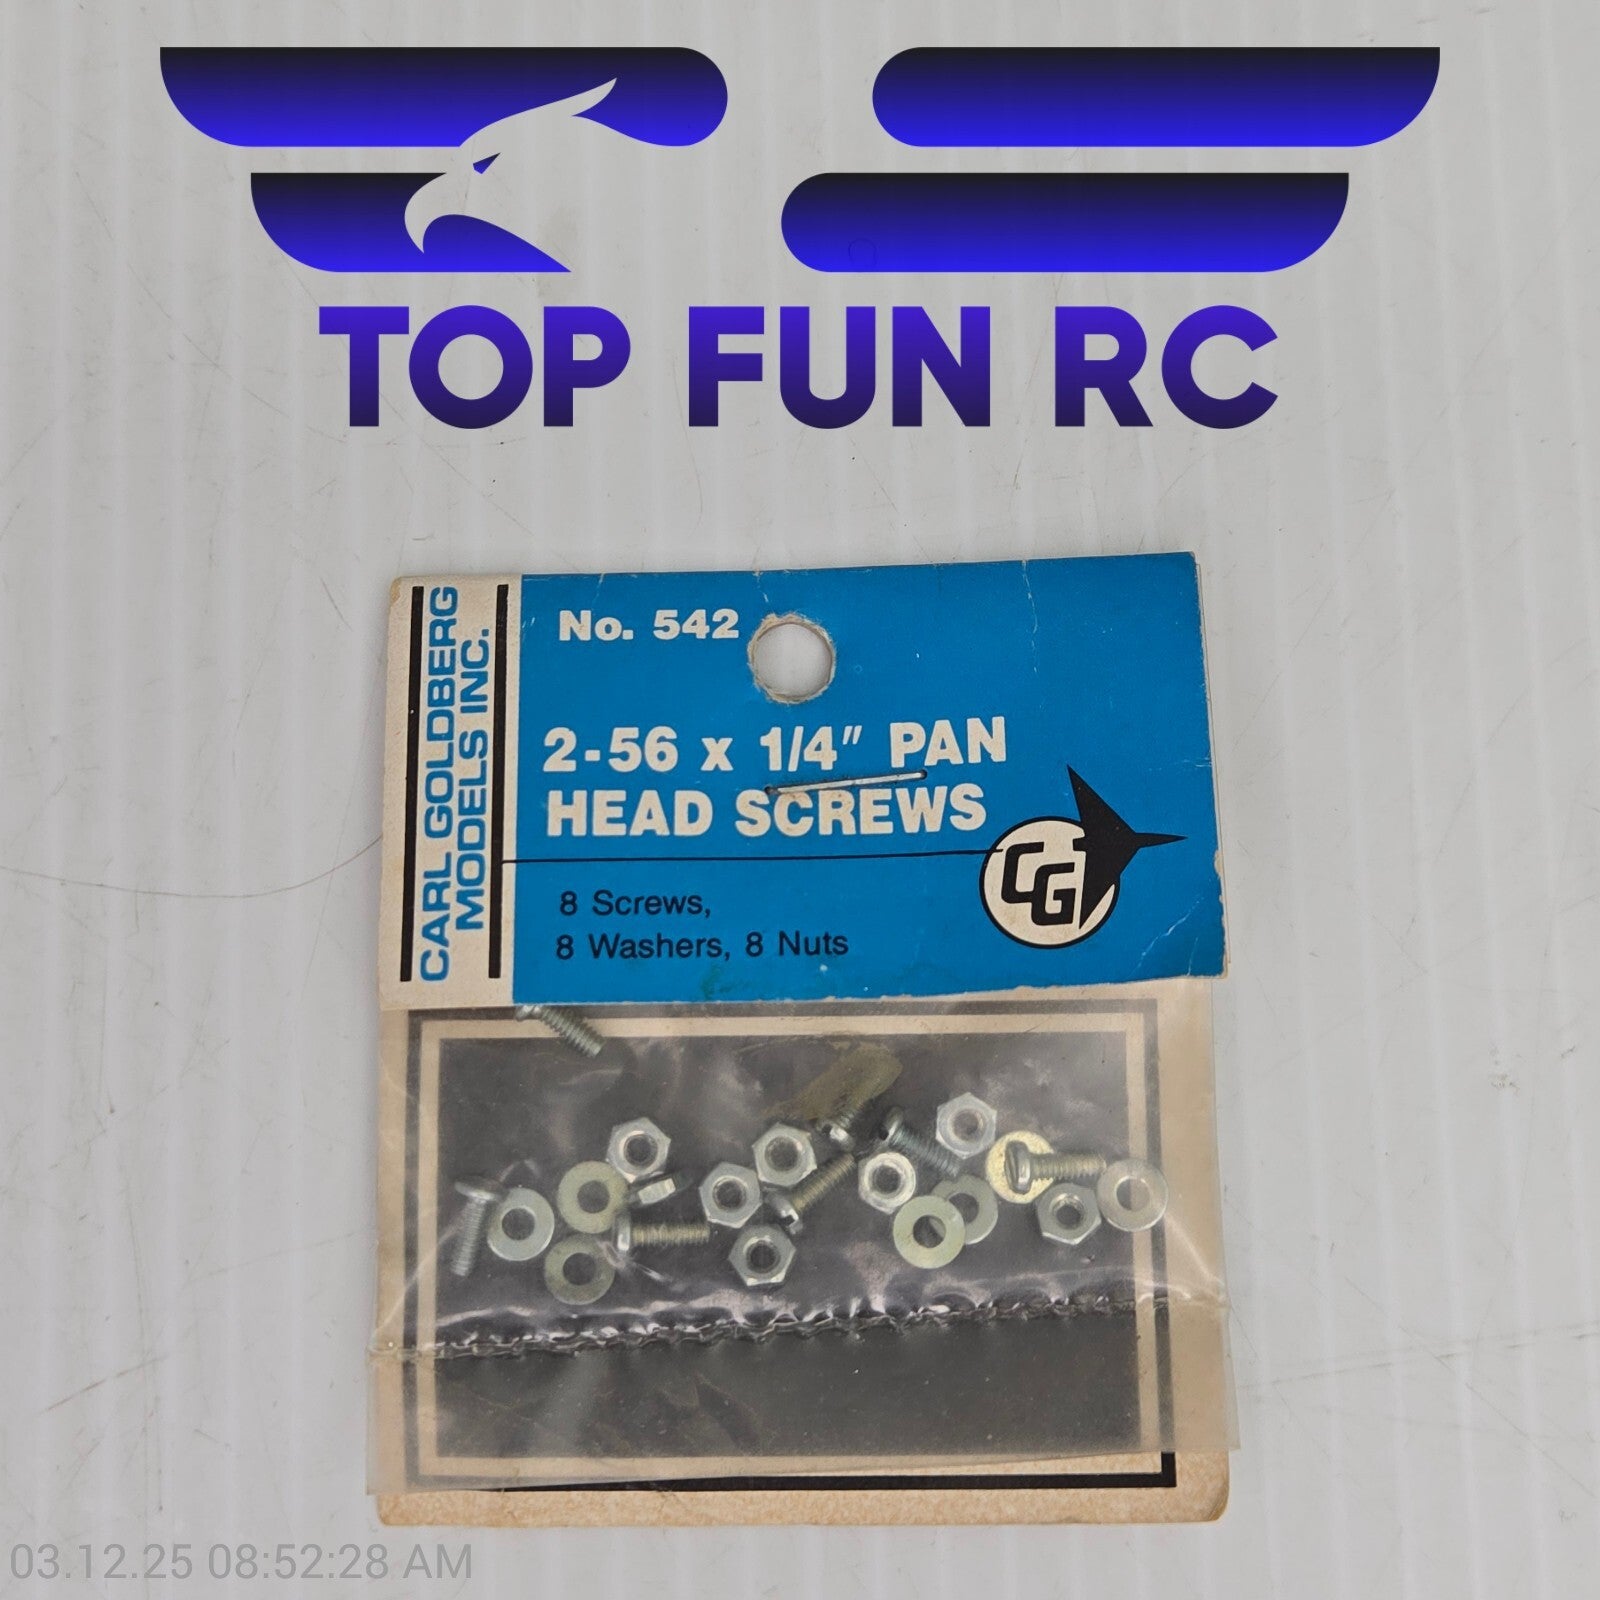 TOP FUN RC
CARL GOLDBERG
MODELS INC.
No. 542
2-56 x 1/4" PAN
HEAD SCREWS
CG
8 Screws,
8 Washers, 8 Nuts
03.12.25 08:52:28 AM